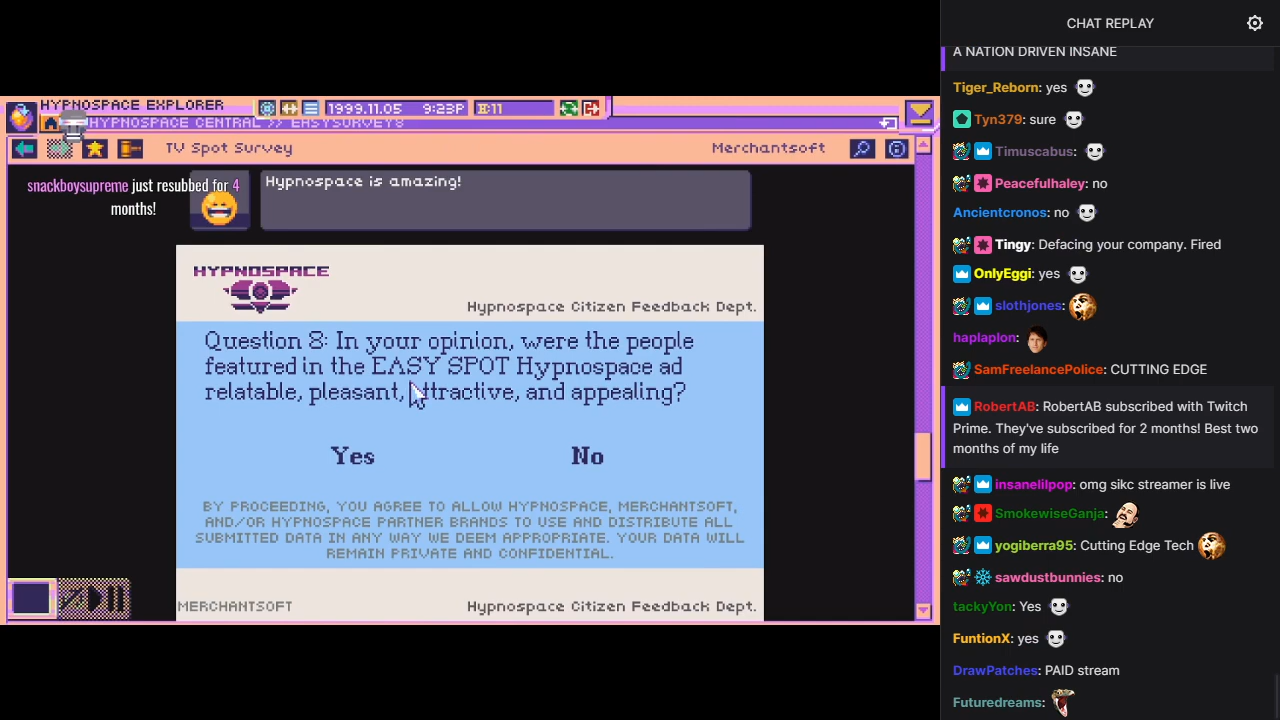 HYPNOSPACE EXPLORER
1999.11.05 9:23P
:11
HYPNOSPACE CENTRAL >> EASYSURVEY8
TV Spot Survey
Merchantsoft
snackboysupreme just resubbed for 4
months!
Hypnospace is amazing!
HYPNOSPACE
Hypnospace Citizen Feedback Dept.
Question 8: In your opinion, were the people
featured in the EASY SPOT Hypnospace ad
relatable, pleasant, attractive, and appealing?
Yes No
BY PROCEEDING, YOU AGREE TO ALLOW HYPNOSPACE, MERCHANTSOFT,
AND/OR HYPNOSPACE PARTNER BRANDS TO USE AND DISTRIBUTE ALL
SUBMITTED DATA IN ANY WAY WE DEEM APPROPRIATE. YOUR DATA WILL
REMAIN PRIVATE AND CONFIDENTIAL.
MERCHANTSOFT
Hypnospace Citizen Feedback Dept.
CHAT REPLAY
A NATION DRIVEN INSANE
Tiger_Reborn: yes
Tyn379: sure
Timuscabus:
Peacefulhaley: no
Ancientcronos: no
Tingy: Defacing your company. Fired
OnlyEggi: yes
slothjones:
haplaplon:
SamFreelancePolice: CUTTING EDGE
RobertAB: RobertAB subscribed with Twitch
Prime. They've subscribed for 2 months! Best two
months of my life
insanelilpop: omg sikc streamer is live
SmokewiseGanja:
yogiberra95: Cutting Edge Tech
sawdustbunnies: no
tackyYon: Yes
FuntionX: yes
DrawPatches: PAID stream
Futuredreams: